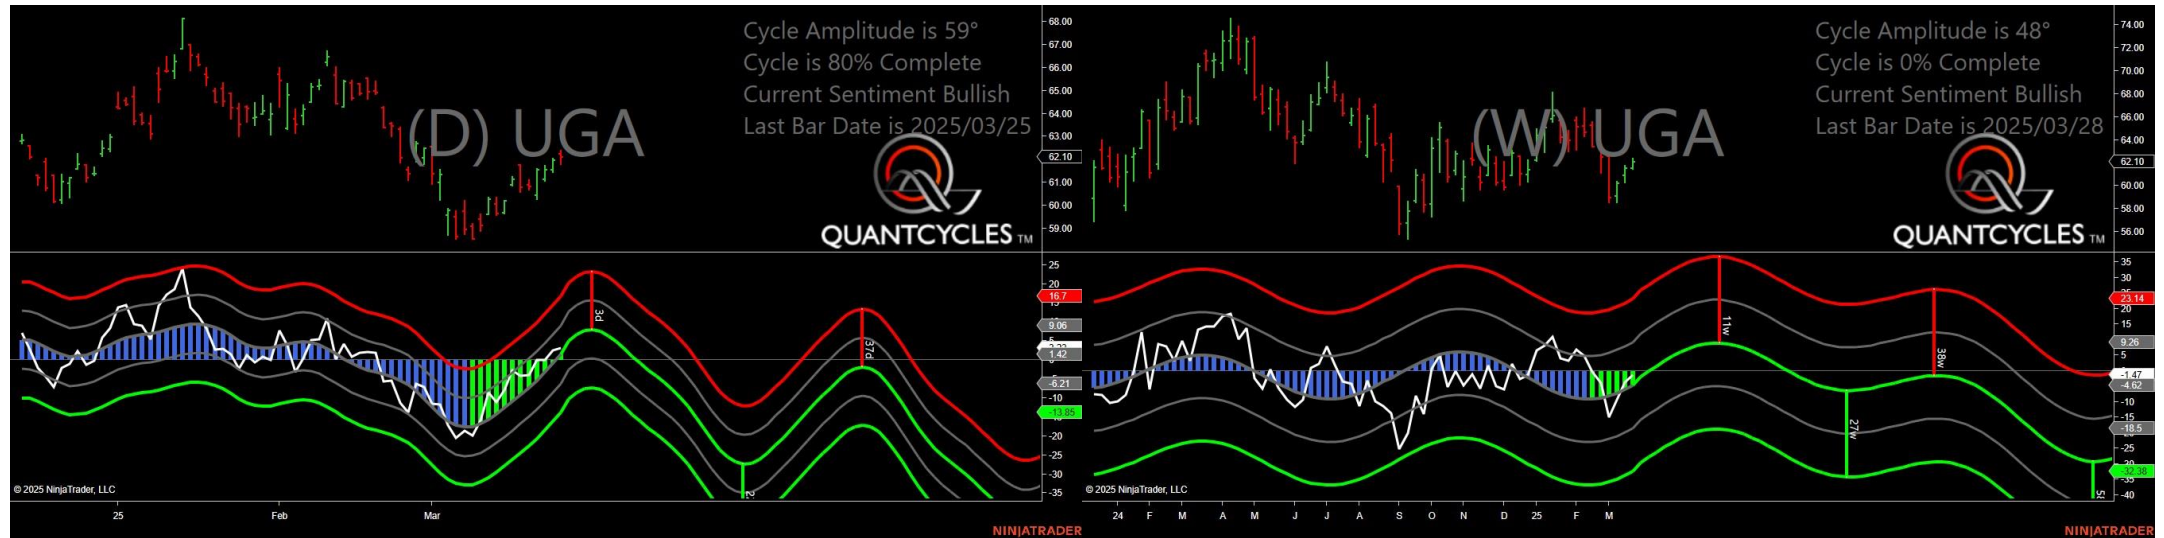 Cycle Amplitude is 59°
Cycle is 80% Complete
Current Sentiment Bullish
Last Bar Date is 2025/03/25
(D) UGA
QUANTCYCLES TM
68.00
67.00
66.00
65.00
64.00
63.00
62.10
61.00
60.00
59.00
25
20
16.7
9.06
1.42
-6.21
-10
-13.85
-20
-25
-30
-35
3d
37d
© 2025 NinjaTrader, LLC
25 Feb Mar
NINJATRADER
Cycle Amplitude is 48°
Cycle is 0% Complete
Current Sentiment Bullish
Last Bar Date is 2025/03/28
(W) UGA
QUANTCYCLES TM
74.00
72.00
70.00
68.00
66.00
64.00
62.10
60.00
58.00
56.00
35
30
23.14
20
15
9.26
5
-1.47
-4.62
-10
-15
-18.5
-25
-32.38
-40
11w
27w
38w
© 2025 NinjaTrader, LLC
24 F M A M J J A S O N D 25 F M
NINJATRADER